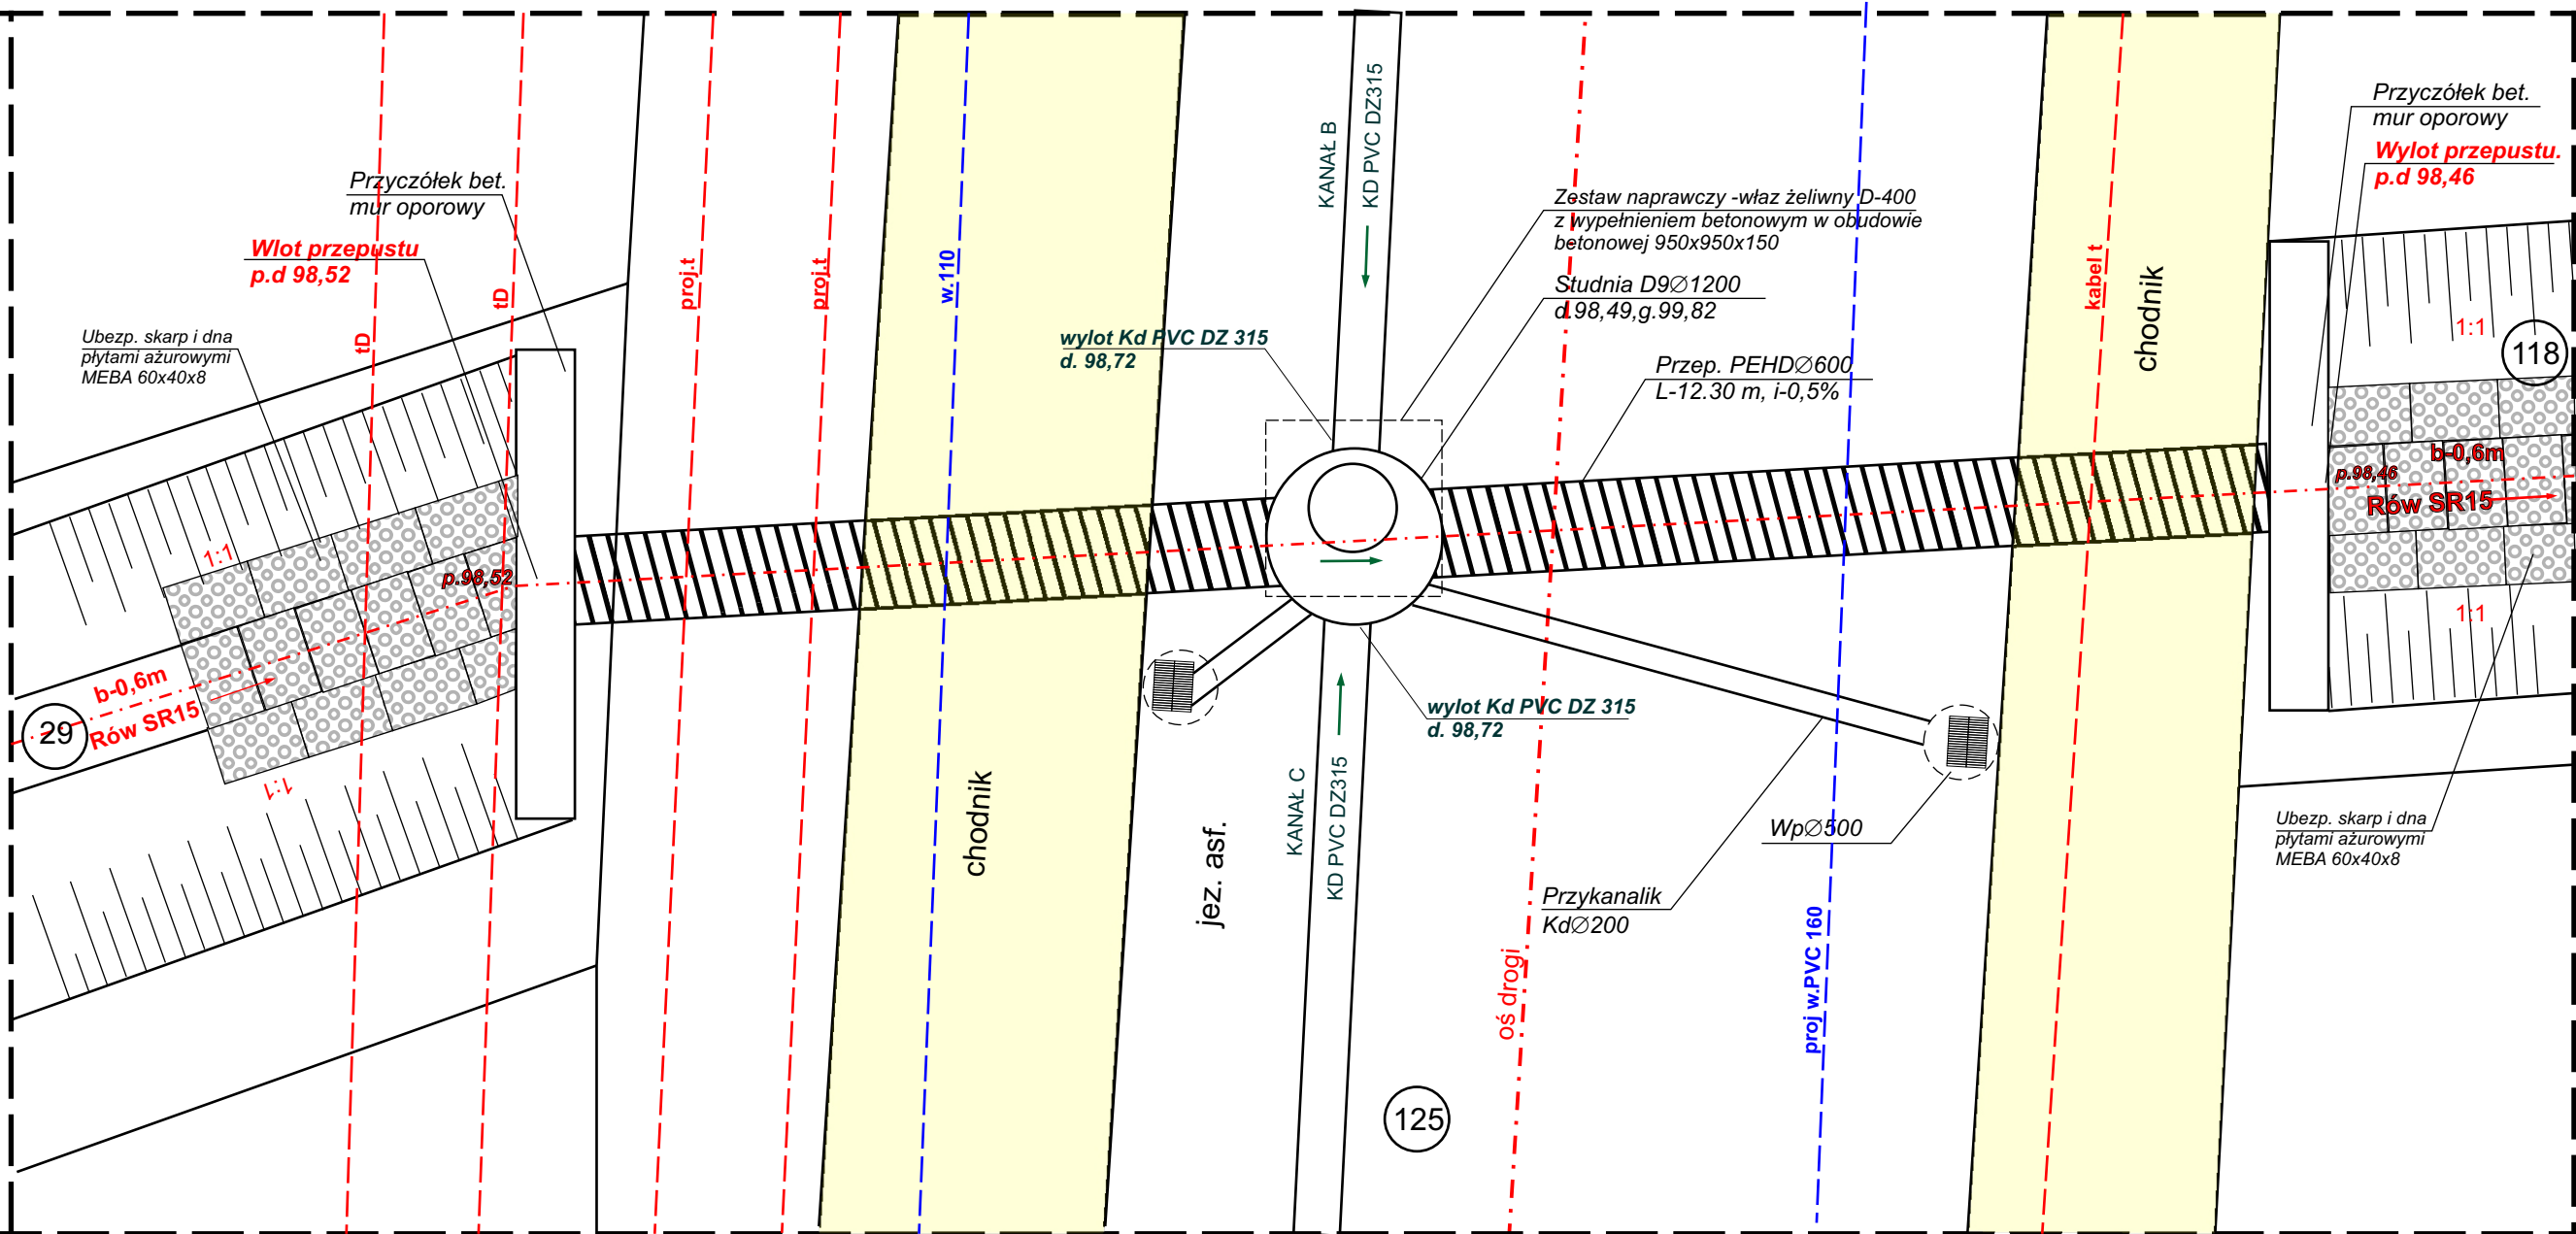 Przyczółek bet.
mur oporowy
Wlot przepustu
p.d 98,52
Ubezp. skarp i dna
płytami ażurowymi
MEBA 60x40x8
tD
tD
proj.t
proj.t
w.110
1:1
p.98,52
b-0,6m
Rów SR15
29
1:1
chodnik
jez. asf.
KANAŁ B
KD PVC DZ315
wylot Kd PVC DZ 315
d. 98,72
Zestaw naprawczy -właz żeliwny D-400
z wypełnieniem betonowym w obudowie
betonowej 950x950x150
Studnia D9∅1200
d.98,49,g.99,82
Przep. PEHD∅600
L-12.30 m, i-0,5%
wylot Kd PVC DZ 315
d. 98,72
KANAŁ C
KD PVC DZ315
Wp∅500
Przykanalik
Kd∅200
oś drogi
proj w.PVC 160
125
kabel t
chodnik
Przyczółek bet.
mur oporowy
Wylot przepustu.
p.d 98,46
1:1
118
b-0,6m
p.98,46
Rów SR15
1:1
Ubezp. skarp i dna
płytami ażurowymi
MEBA 60x40x8